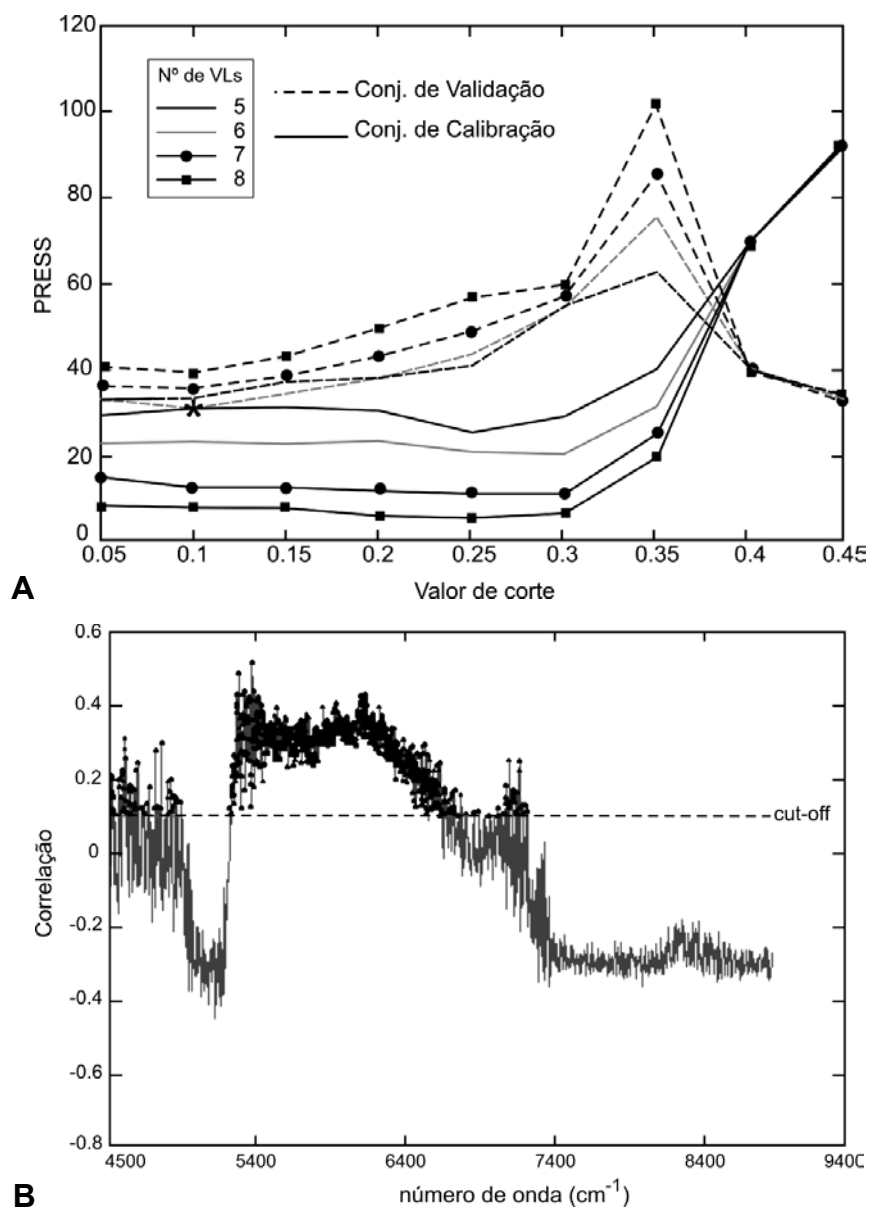 120
100
80
60
40
20
0
PRESS
Nº de VLs
5
6
7
8
Conj. de Validação
Conj. de Calibração
0.05 0.1 0.15 0.2 0.25 0.3 0.35 0.4 0.45
Valor de corte
A
0.6
0.4
0.2
0
-0.2
-0.4
-0.6
-0.8
Correlação
cut-off
4500 5400 6400 7400 8400 9400
número de onda (cm⁻¹)
B